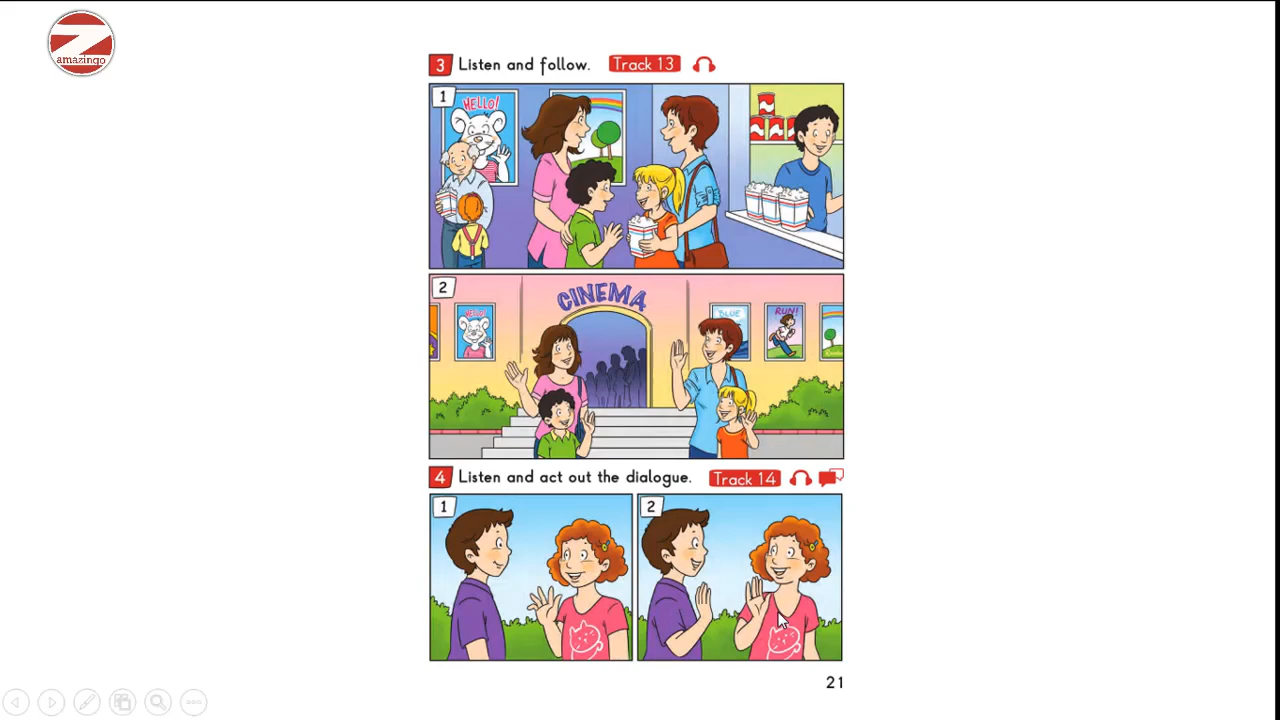 amazingo
3 Listen and follow. Track 13
1
HELLO!
2
CINEMA
HELLO!
BLUE
RUN!
4 Listen and act out the dialogue. Track 14
1
2
21